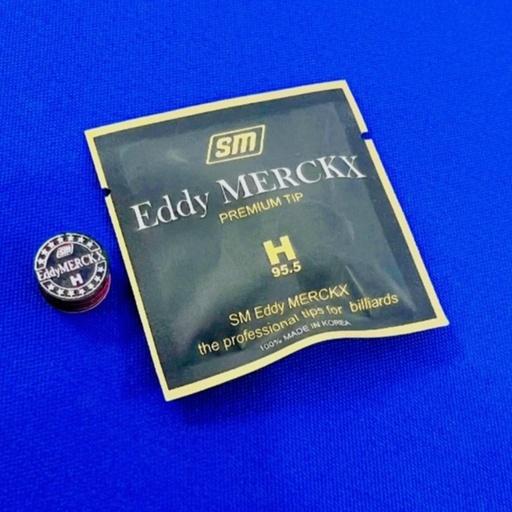 SM
Eddy MERCKX
PREMIUM TIP
H
95.5
SM Eddy MERCKX
the professional tips for billiards
100% MADE IN KOREA
SM
EddyMERCKX
H